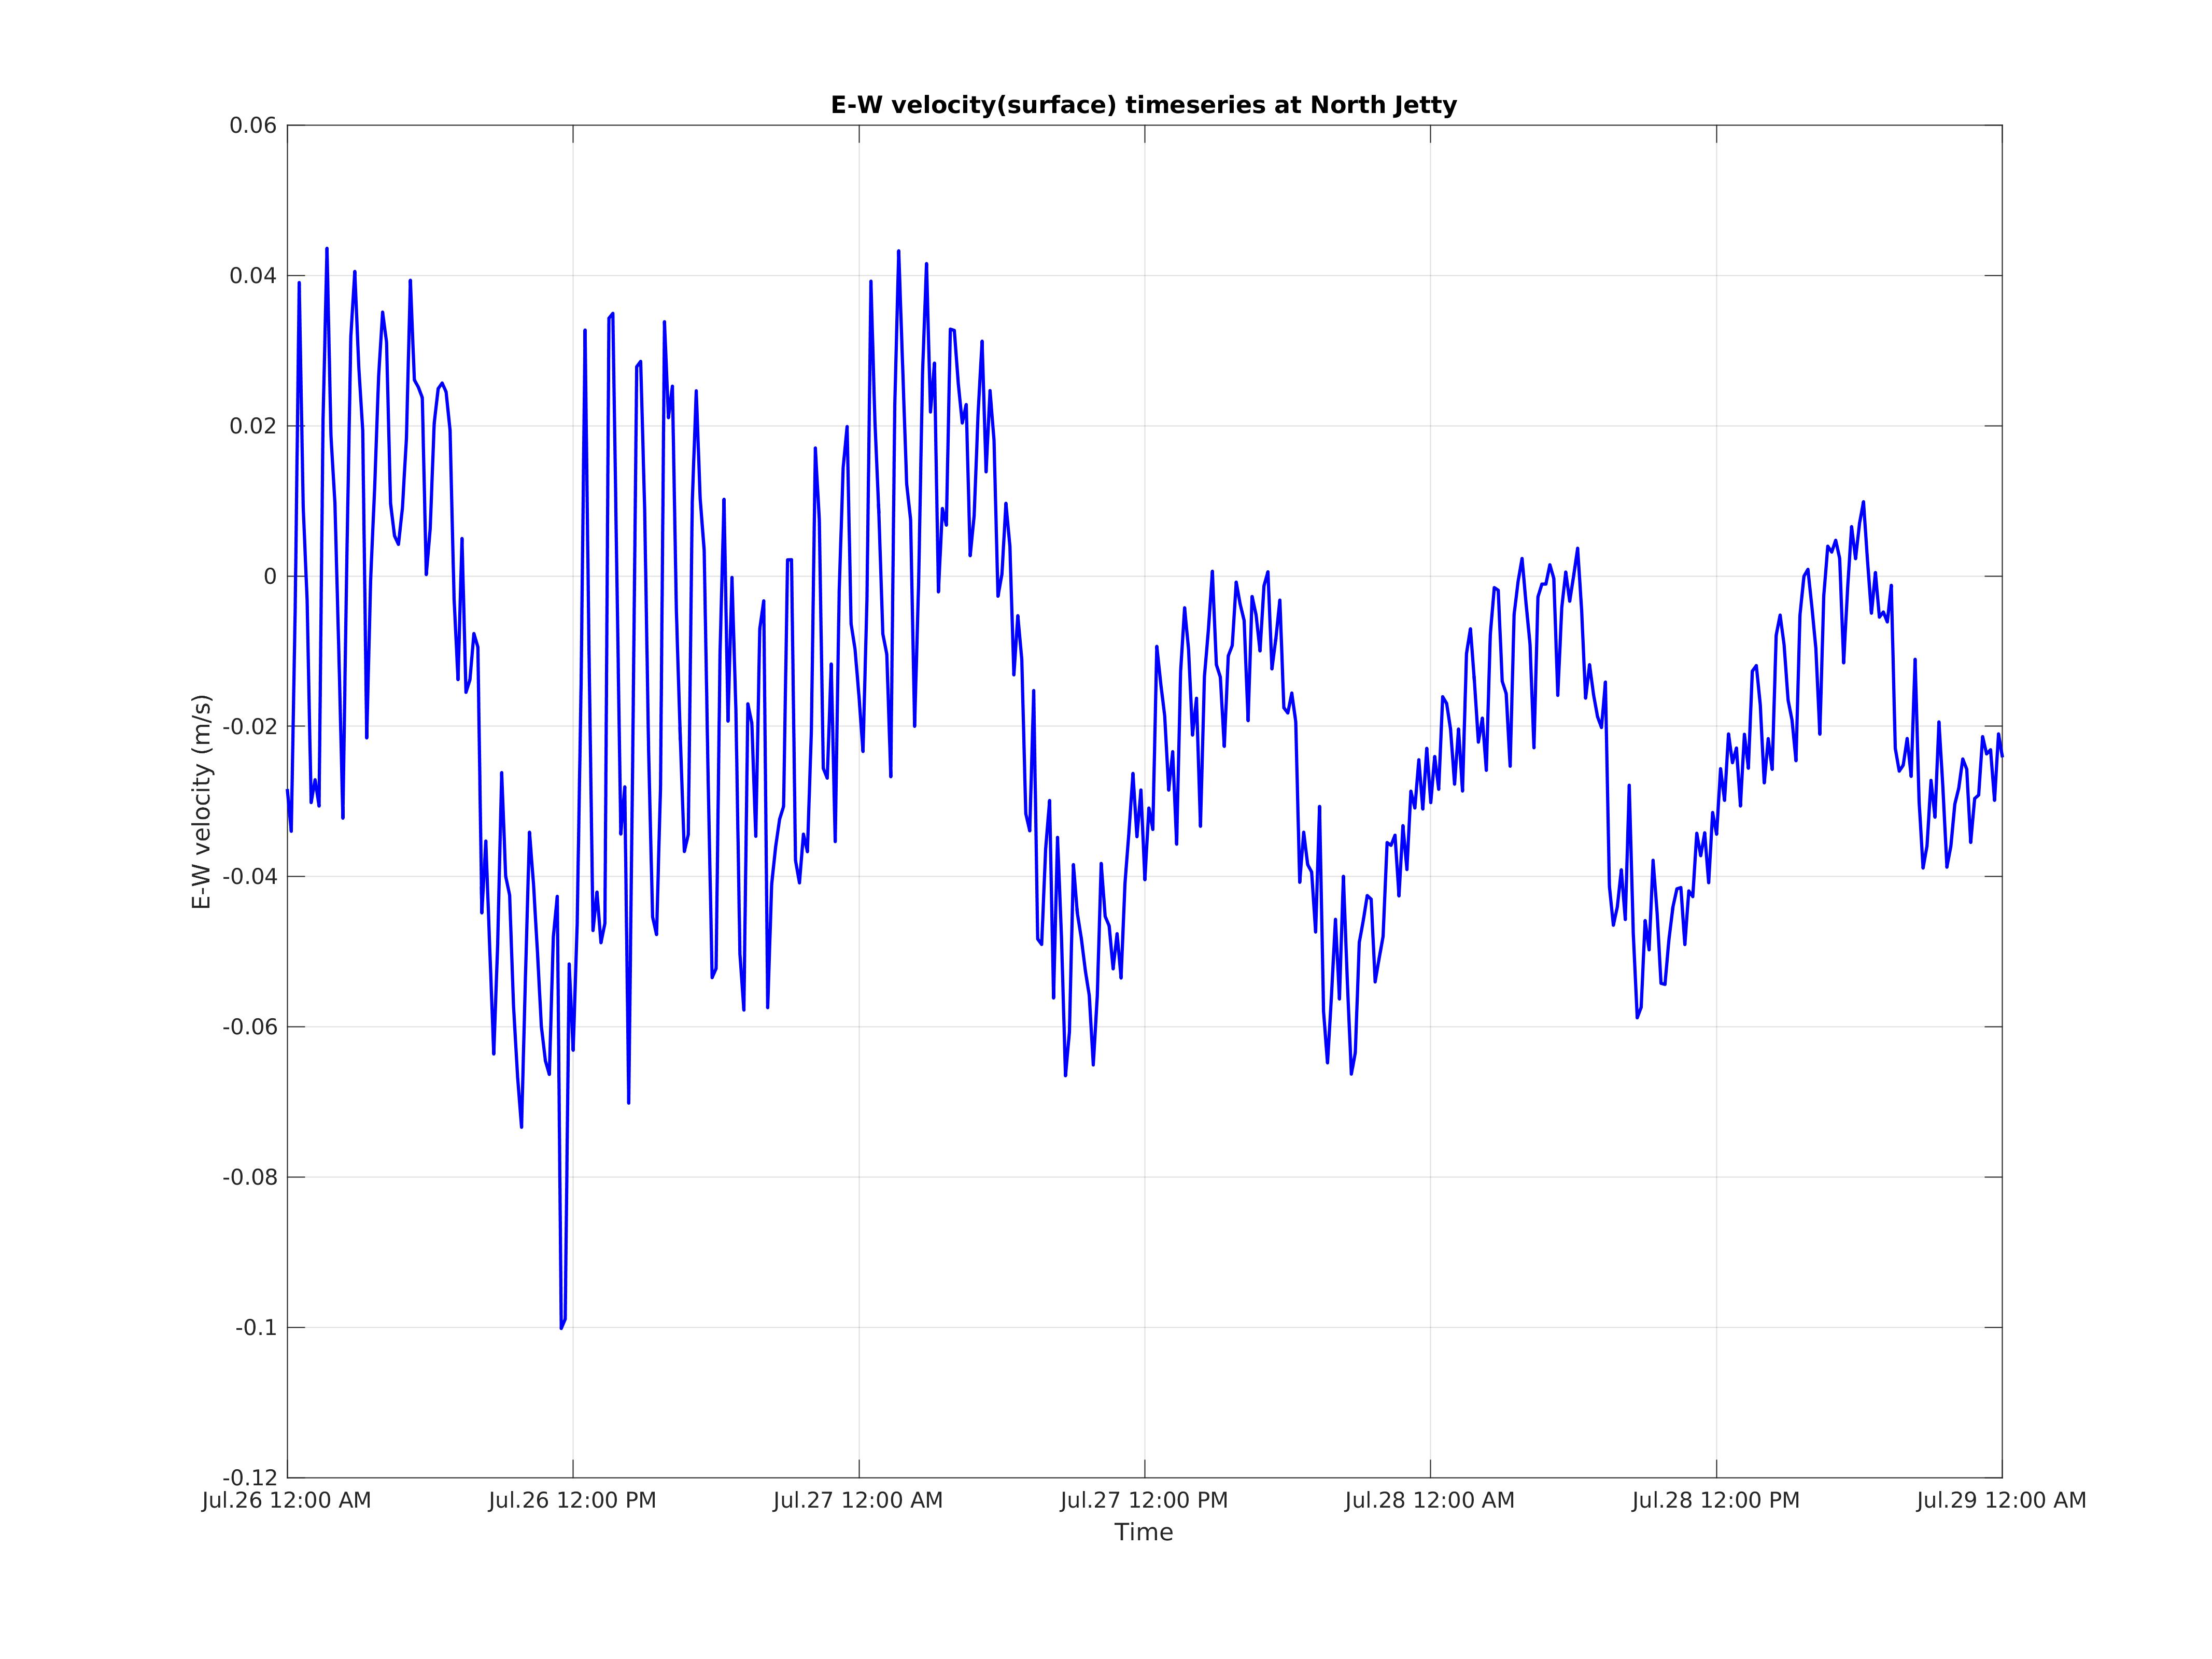 E-W velocity(surface) timeseries at North Jetty
0.06
0.04
0.02
0
-0.02
-0.04
-0.06
-0.08
-0.1
-0.12
E-W velocity (m/s)
Jul.26 12:00 AM Jul.26 12:00 PM Jul.27 12:00 AM Jul.27 12:00 PM Jul.28 12:00 AM Jul.28 12:00 PM Jul.29 12:00 AM
Time